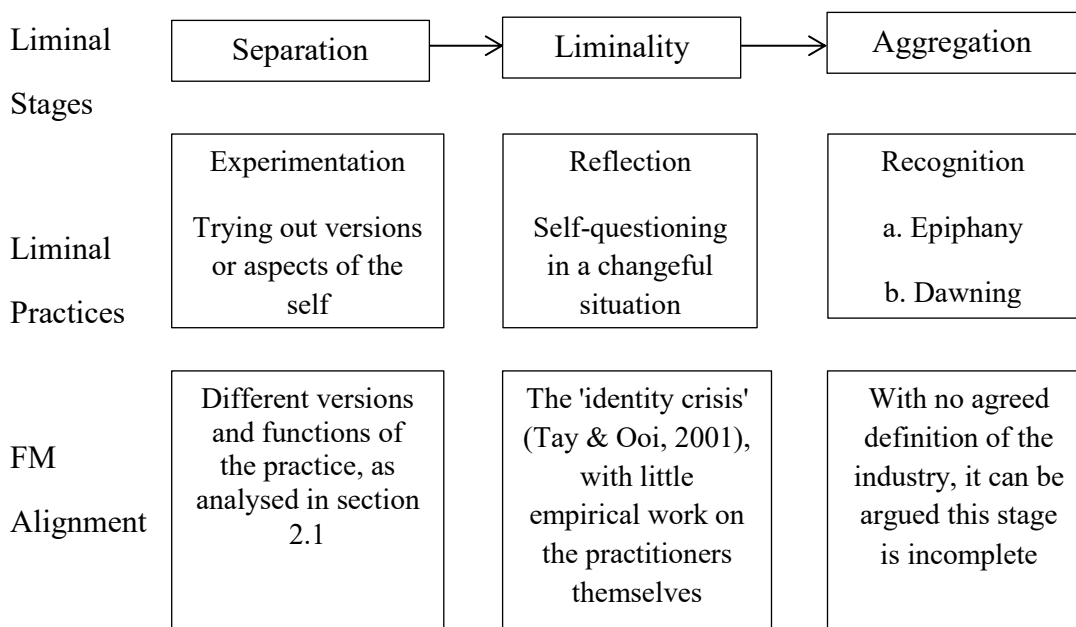 Liminal
Stages
Separation
Liminality
Aggregation
Liminal
Practices
Experimentation
Trying out versions
or aspects of the
self
Reflection
Self-questioning
in a changeful
situation
Recognition
a. Epiphany
b. Dawning
FM
Alignment
Different versions
and functions of
the practice, as
analysed in section
2.1
The 'identity crisis'
(Tay & Ooi, 2001),
with little
empirical work on
the practitioners
themselves
With no agreed
definition of the
industry, it can be
argued this stage
is incomplete